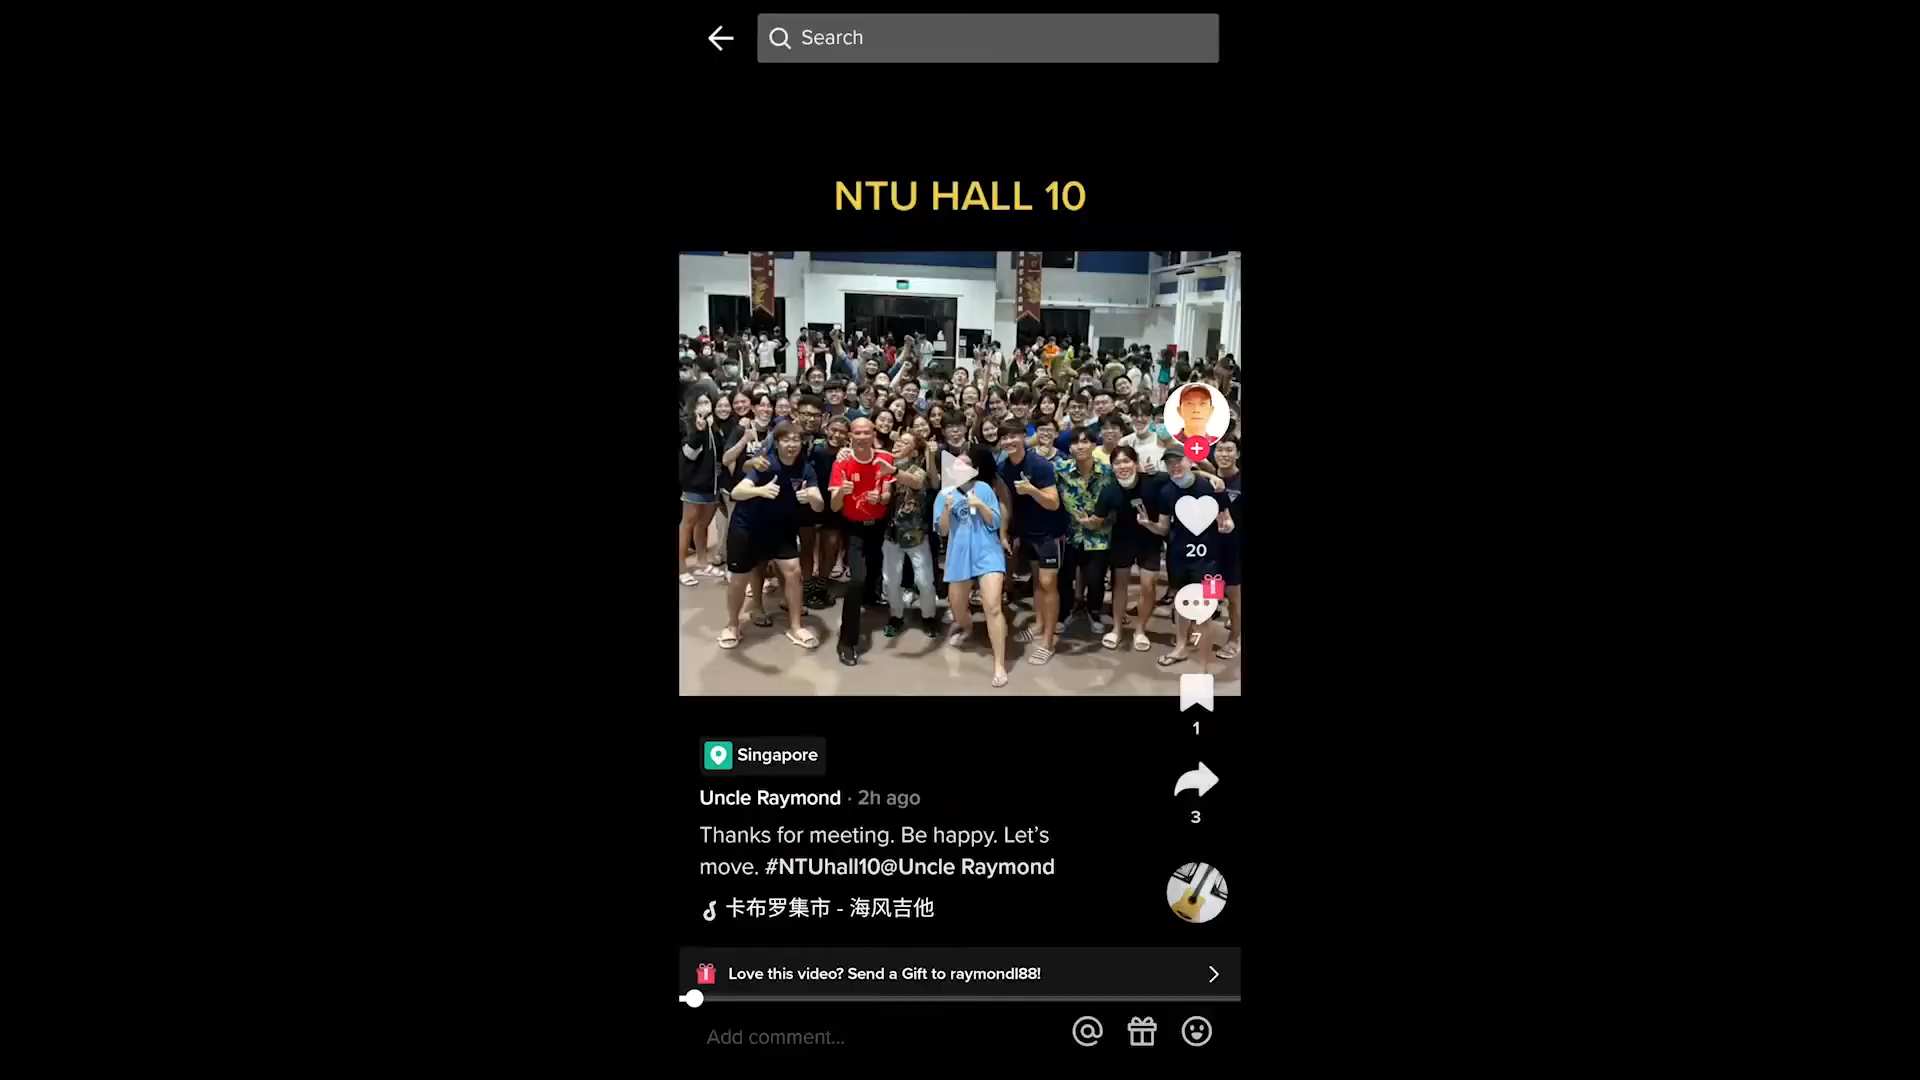 Search
NTU HALL 10
20
7
1
3
Singapore
Uncle Raymond · 2h ago
Thanks for meeting. Be happy. Let's
move. #NTUhall10@Uncle Raymond
卡布罗集市 - 海风吉他
Love this video? Send a Gift to raymondl88!
Add comment...